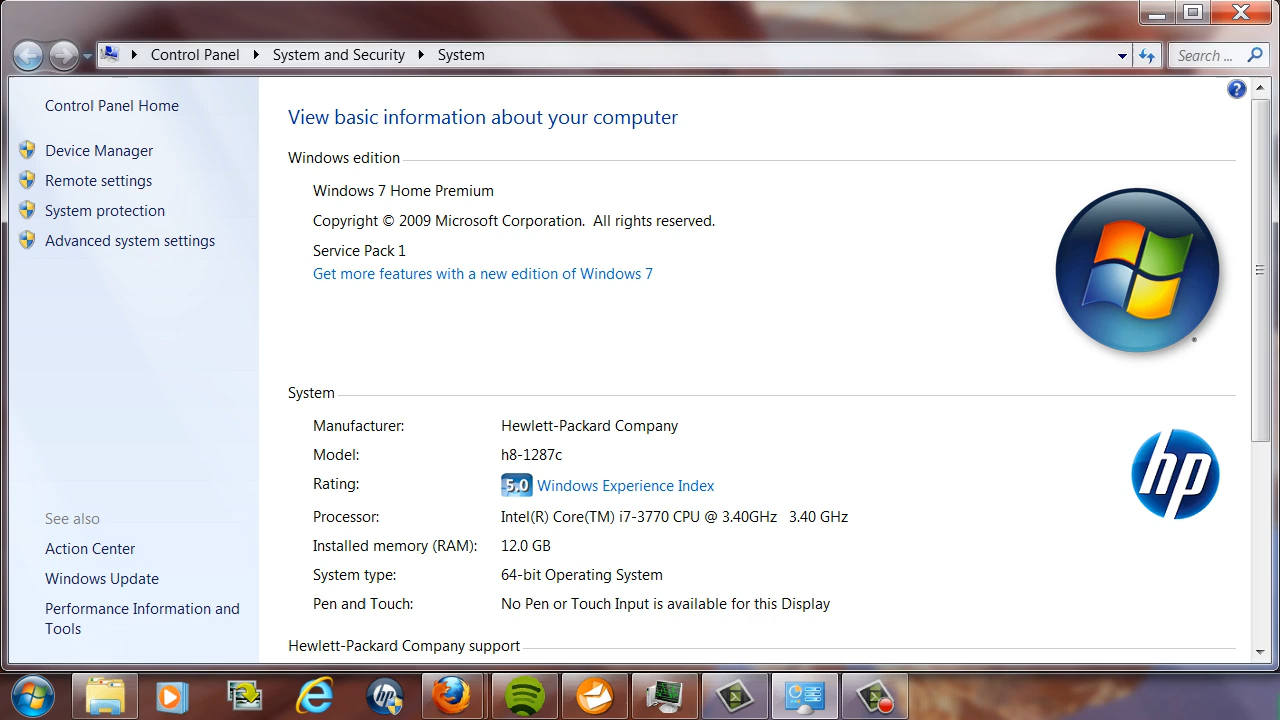 Control Panel
System and Security
System
Search ...
Control Panel Home
Device Manager
Remote settings
System protection
Advanced system settings
See also
Action Center
Windows Update
Performance Information and
Tools
View basic information about your computer
Windows edition
Windows 7 Home Premium
Copyright © 2009 Microsoft Corporation.  All rights reserved.
Service Pack 1
Get more features with a new edition of Windows 7
System
Manufacturer: Hewlett-Packard Company
Model: h8-1287c
Rating: 5.0 Windows Experience Index
Processor: Intel(R) Core(TM) i7-3770 CPU @ 3.40GHz   3.40 GHz
Installed memory (RAM): 12.0 GB
System type: 64-bit Operating System
Pen and Touch: No Pen or Touch Input is available for this Display
hp
Hewlett-Packard Company support
hp